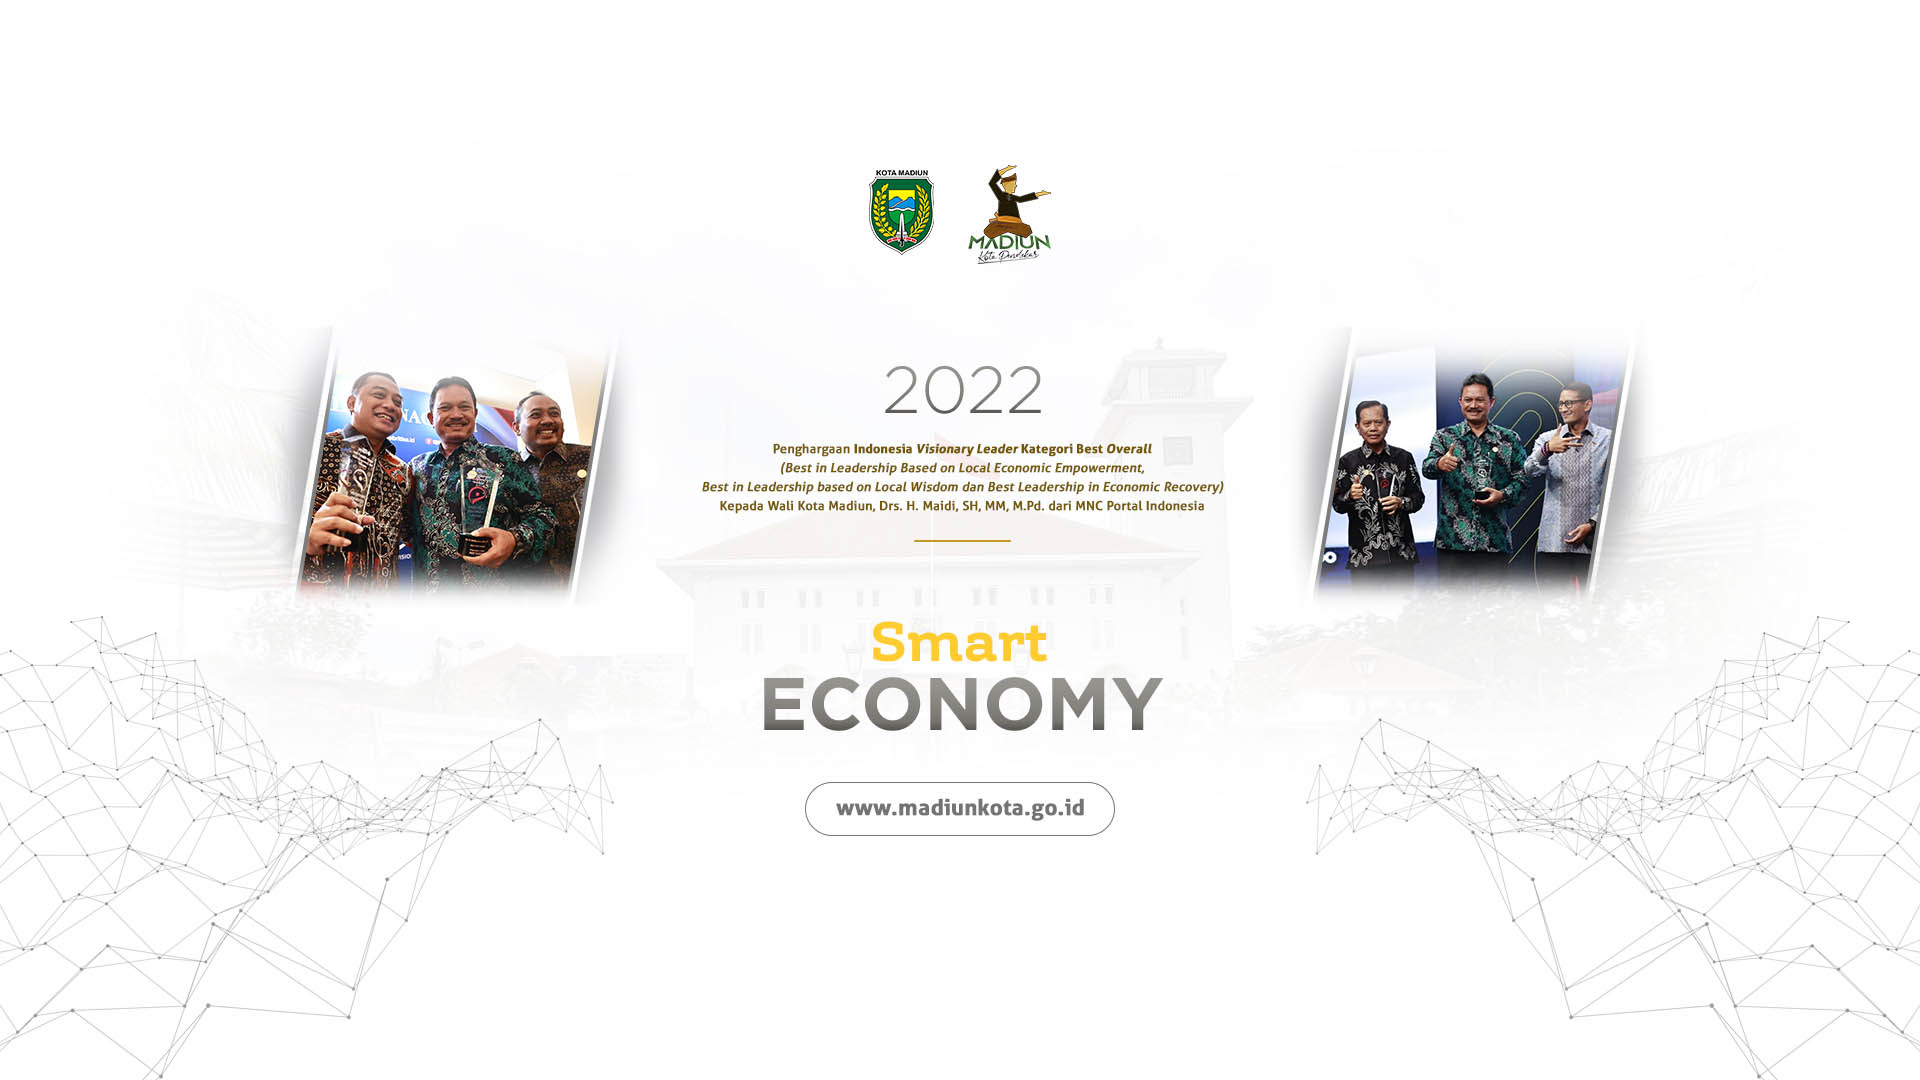 KOTA MADIUN
MADIUN
Kota Pendekar
2022
Penghargaan Indonesia Visionary Leader Kategori Best Overall
(Best in Leadership Based on Local Economic Empowerment,
Best in Leadership based on Local Wisdom dan Best Leadership in Economic Recovery)
Kepada Wali Kota Madiun, Drs. H. Maidi, SH, MM, M.Pd. dari MNC Portal Indonesia
Smart
ECONOMY
www.madiunkota.go.id